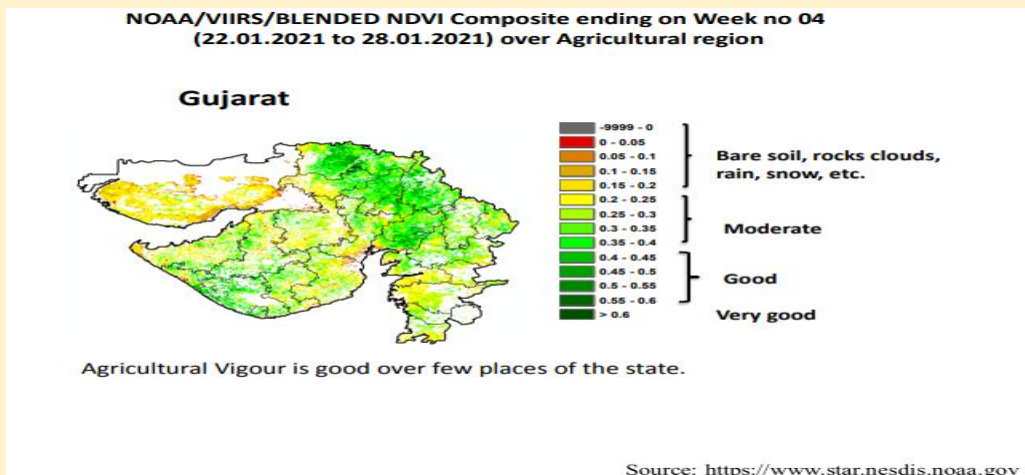 NOAA/VIIRS/BLENDED NDVI Composite ending on Week no 04
(22.01.2021 to 28.01.2021) over Agricultural region
Gujarat
-9999 - 0
0 - 0.05
0.05 - 0.1
0.1 - 0.15
0.15 - 0.2
0.2 - 0.25
0.25 - 0.3
0.3 - 0.35
0.35 - 0.4
0.4 - 0.45
0.45 - 0.5
0.5 - 0.55
0.55 - 0.6
> 0.6
Bare soil, rocks clouds,
rain, snow, etc.
Moderate
Good
Very good
Agricultural Vigour is good over few places of the state.
Source: https://www.star.nesdis.noaa.gov